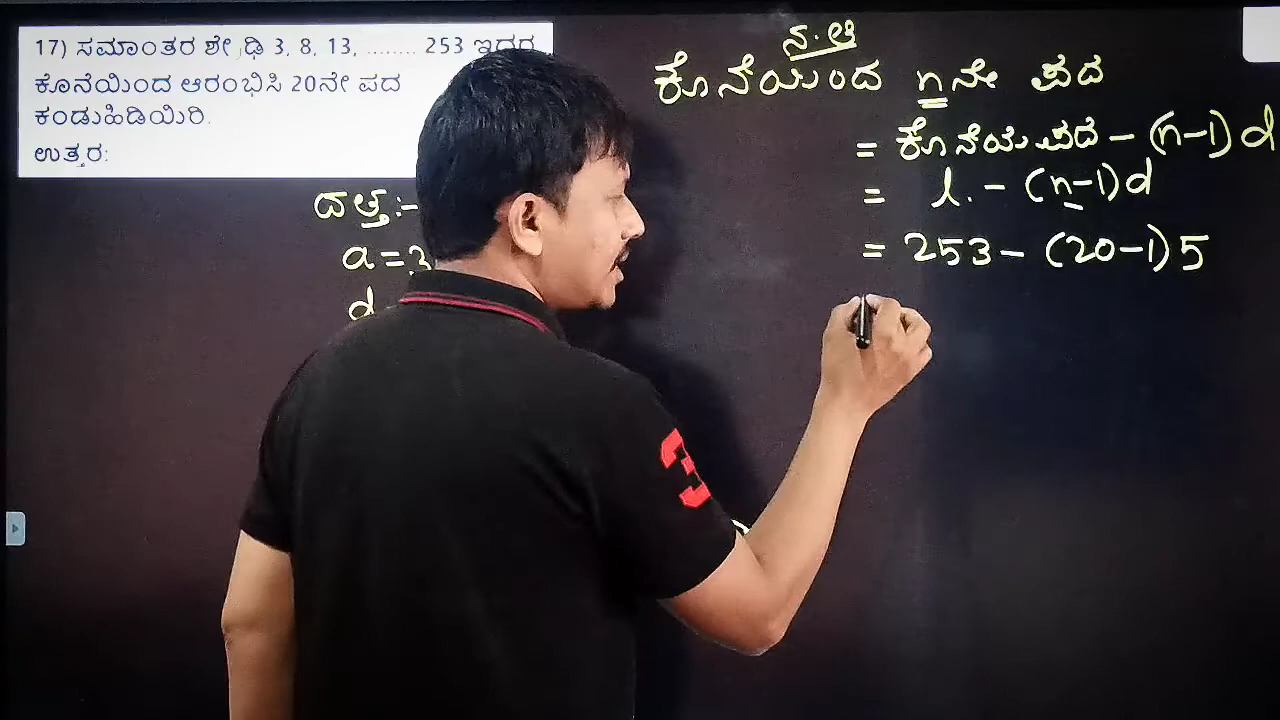 17) ಸಮಾಂತರ ಶ್ರೇಢಿ 3, 8, 13, ........ 253 ಇದರ
ಕೊನೆಯಿಂದ ಆರಂಭಿಸಿ 20ನೇ ಪದ
ಕಂಡುಹಿಡಿಯಿರಿ.
ಉತ್ತರ:
ದತ್ತ :-
a = 3
d
ಕೊನೆಯಿಂದ nನೇ ಪದ
= ಕೊನೆಯ ಪದ - (n-1) d
= l. - (n-1)d
= 253 - (20-1) 5
3